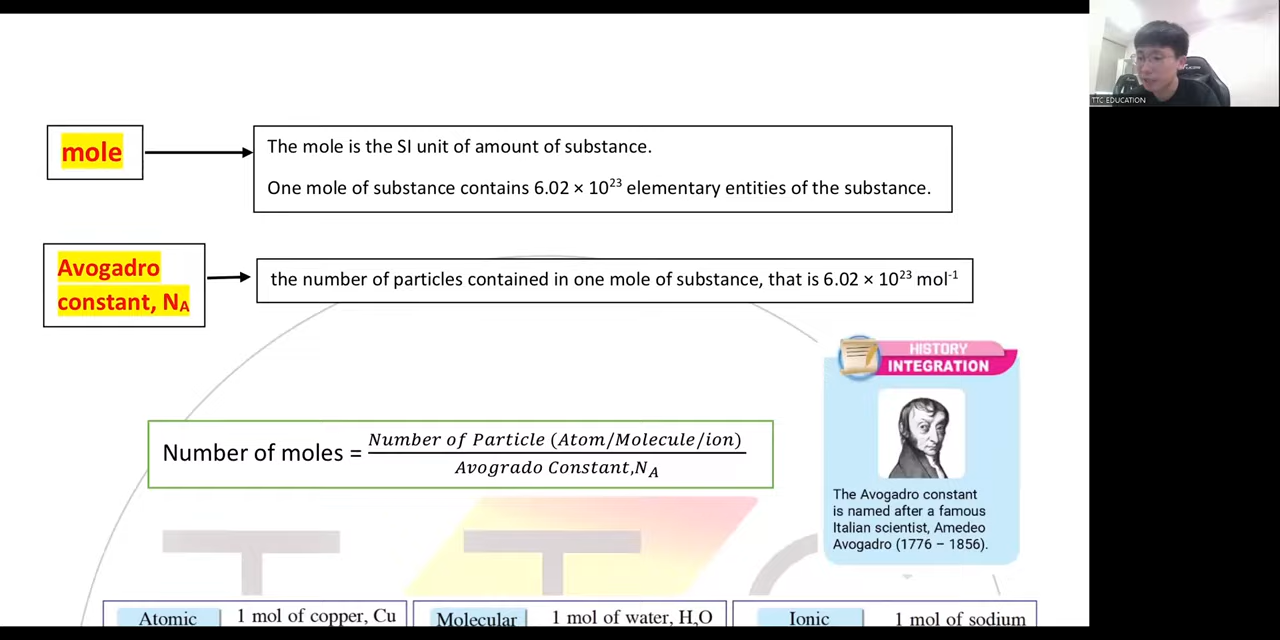 TTC EDUCATION
mole
The mole is the SI unit of amount of substance.
One mole of substance contains 6.02 × 10²³ elementary entities of the substance.
Avogadro
constant, Nᴀ
the number of particles contained in one mole of substance, that is 6.02 × 10²³ mol⁻¹
HISTORY
INTEGRATION
Number of moles = Number of Particle (Atom/Molecule/ion)
Avogrado Constant,Nᴀ
The Avogadro constant
is named after a famous
Italian scientist, Amedeo
Avogadro (1776 – 1856).
T T C
Atomic 1 mol of copper, Cu
Molecular 1 mol of water, H₂O
Ionic 1 mol of sodium